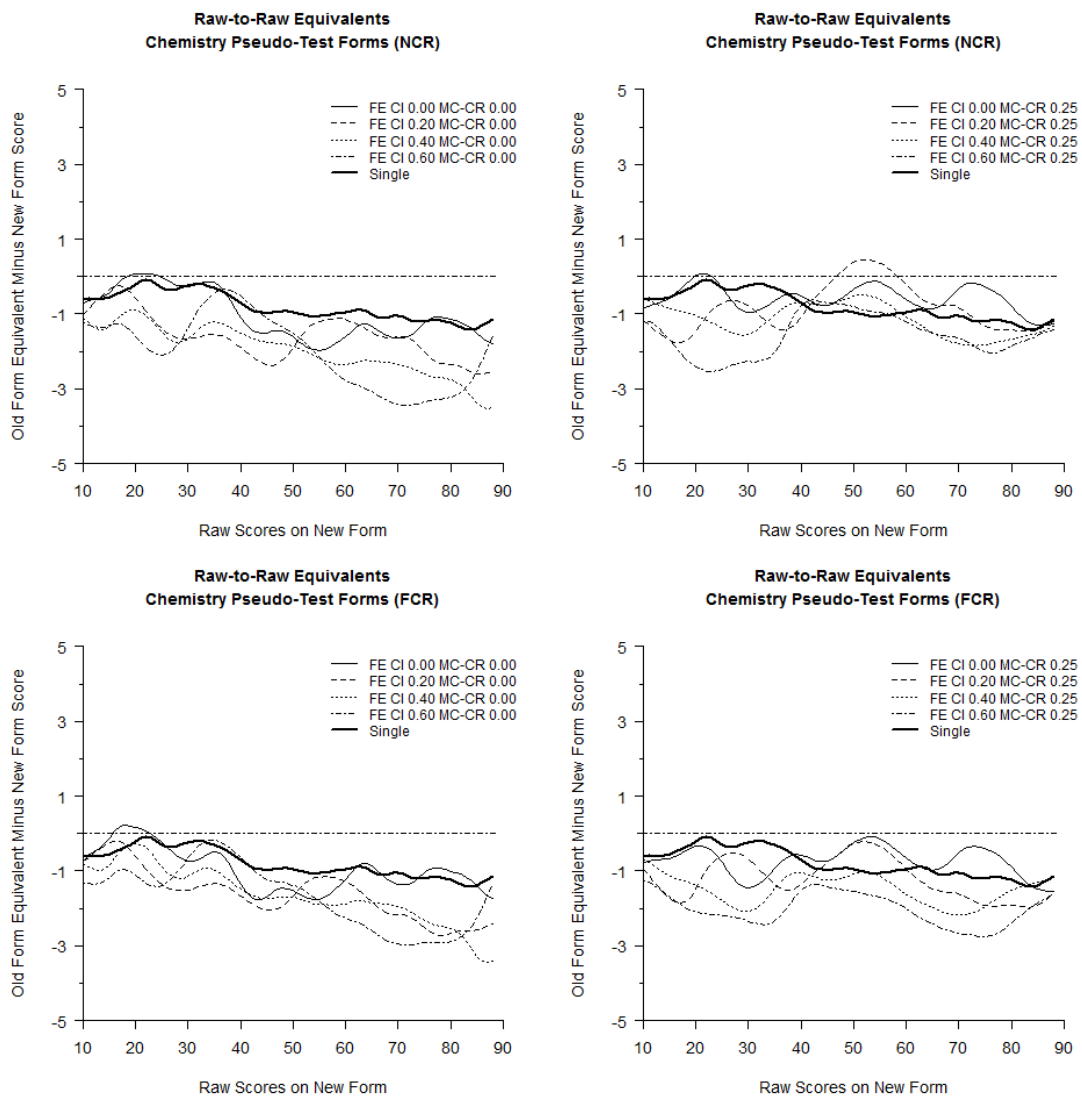 Raw-to-Raw Equivalents
Chemistry Pseudo-Test Forms (NCR)
Old Form Equivalent Minus New Form Score
5
3
1
-1
-3
-5
FE CI 0.00 MC-CR 0.00
FE CI 0.20 MC-CR 0.00
FE CI 0.40 MC-CR 0.00
FE CI 0.60 MC-CR 0.00
Single
10 20 30 40 50 60 70 80 90
Raw Scores on New Form
Raw-to-Raw Equivalents
Chemistry Pseudo-Test Forms (NCR)
Old Form Equivalent Minus New Form Score
5
3
1
-1
-3
-5
FE CI 0.00 MC-CR 0.25
FE CI 0.20 MC-CR 0.25
FE CI 0.40 MC-CR 0.25
FE CI 0.60 MC-CR 0.25
Single
10 20 30 40 50 60 70 80 90
Raw Scores on New Form
Raw-to-Raw Equivalents
Chemistry Pseudo-Test Forms (FCR)
Old Form Equivalent Minus New Form Score
5
3
1
-1
-3
-5
FE CI 0.00 MC-CR 0.00
FE CI 0.20 MC-CR 0.00
FE CI 0.40 MC-CR 0.00
FE CI 0.60 MC-CR 0.00
Single
10 20 30 40 50 60 70 80 90
Raw Scores on New Form
Raw-to-Raw Equivalents
Chemistry Pseudo-Test Forms (FCR)
Old Form Equivalent Minus New Form Score
5
3
1
-1
-3
-5
FE CI 0.00 MC-CR 0.25
FE CI 0.20 MC-CR 0.25
FE CI 0.40 MC-CR 0.25
FE CI 0.60 MC-CR 0.25
Single
10 20 30 40 50 60 70 80 90
Raw Scores on New Form